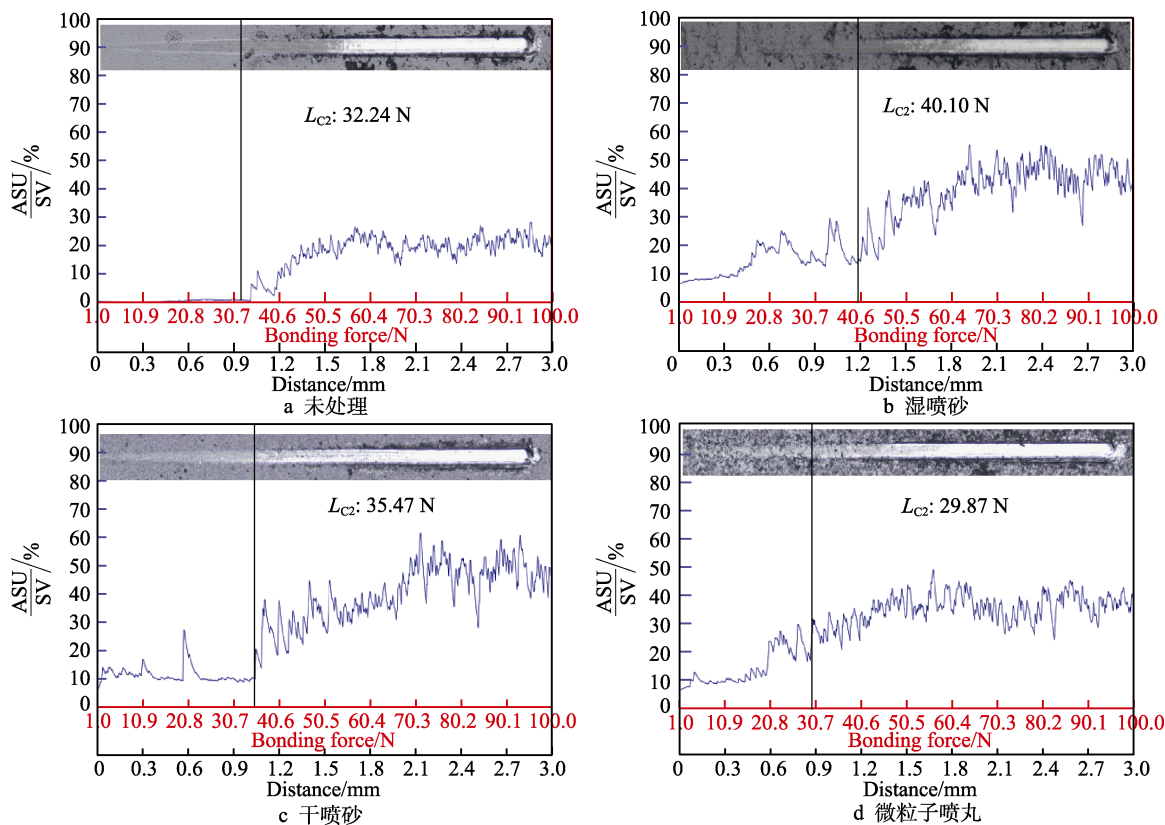 100
90
80
70
60
50
40
30
20
10
0
ASU/SV/%
L_C2: 32.24 N
1.0 10.9 20.8 30.7 40.6 50.5 60.4 70.3 80.2 90.1 100.0
Bonding force/N
0 0.3 0.6 0.9 1.2 1.5 1.8 2.1 2.4 2.7 3.0
Distance/mm
a 未处理
100
90
80
70
60
50
40
30
20
10
0
ASU/SV/%
L_C2: 40.10 N
1.0 10.9 20.8 30.7 40.6 50.5 60.4 70.3 80.2 90.1 100.0
Bonding force/N
0 0.3 0.6 0.9 1.2 1.5 1.8 2.1 2.4 2.7 3.0
Distance/mm
b 湿喷砂
100
90
80
70
60
50
40
30
20
10
0
ASU/SV/%
L_C2: 35.47 N
1.0 10.9 20.8 30.7 40.6 50.5 60.4 70.3 80.2 90.1 100.0
Bonding force/N
0 0.3 0.6 0.9 1.2 1.5 1.8 2.1 2.4 2.7 3.0
Distance/mm
c 干喷砂
100
90
80
70
60
50
40
30
20
10
0
ASU/SV/%
L_C2: 29.87 N
1.0 10.9 20.8 30.7 40.6 50.5 60.4 70.3 80.2 90.1 100.0
Bonding force/N
0 0.3 0.6 0.9 1.2 1.5 1.8 2.1 2.4 2.7 3.0
Distance/mm
d 微粒子喷丸